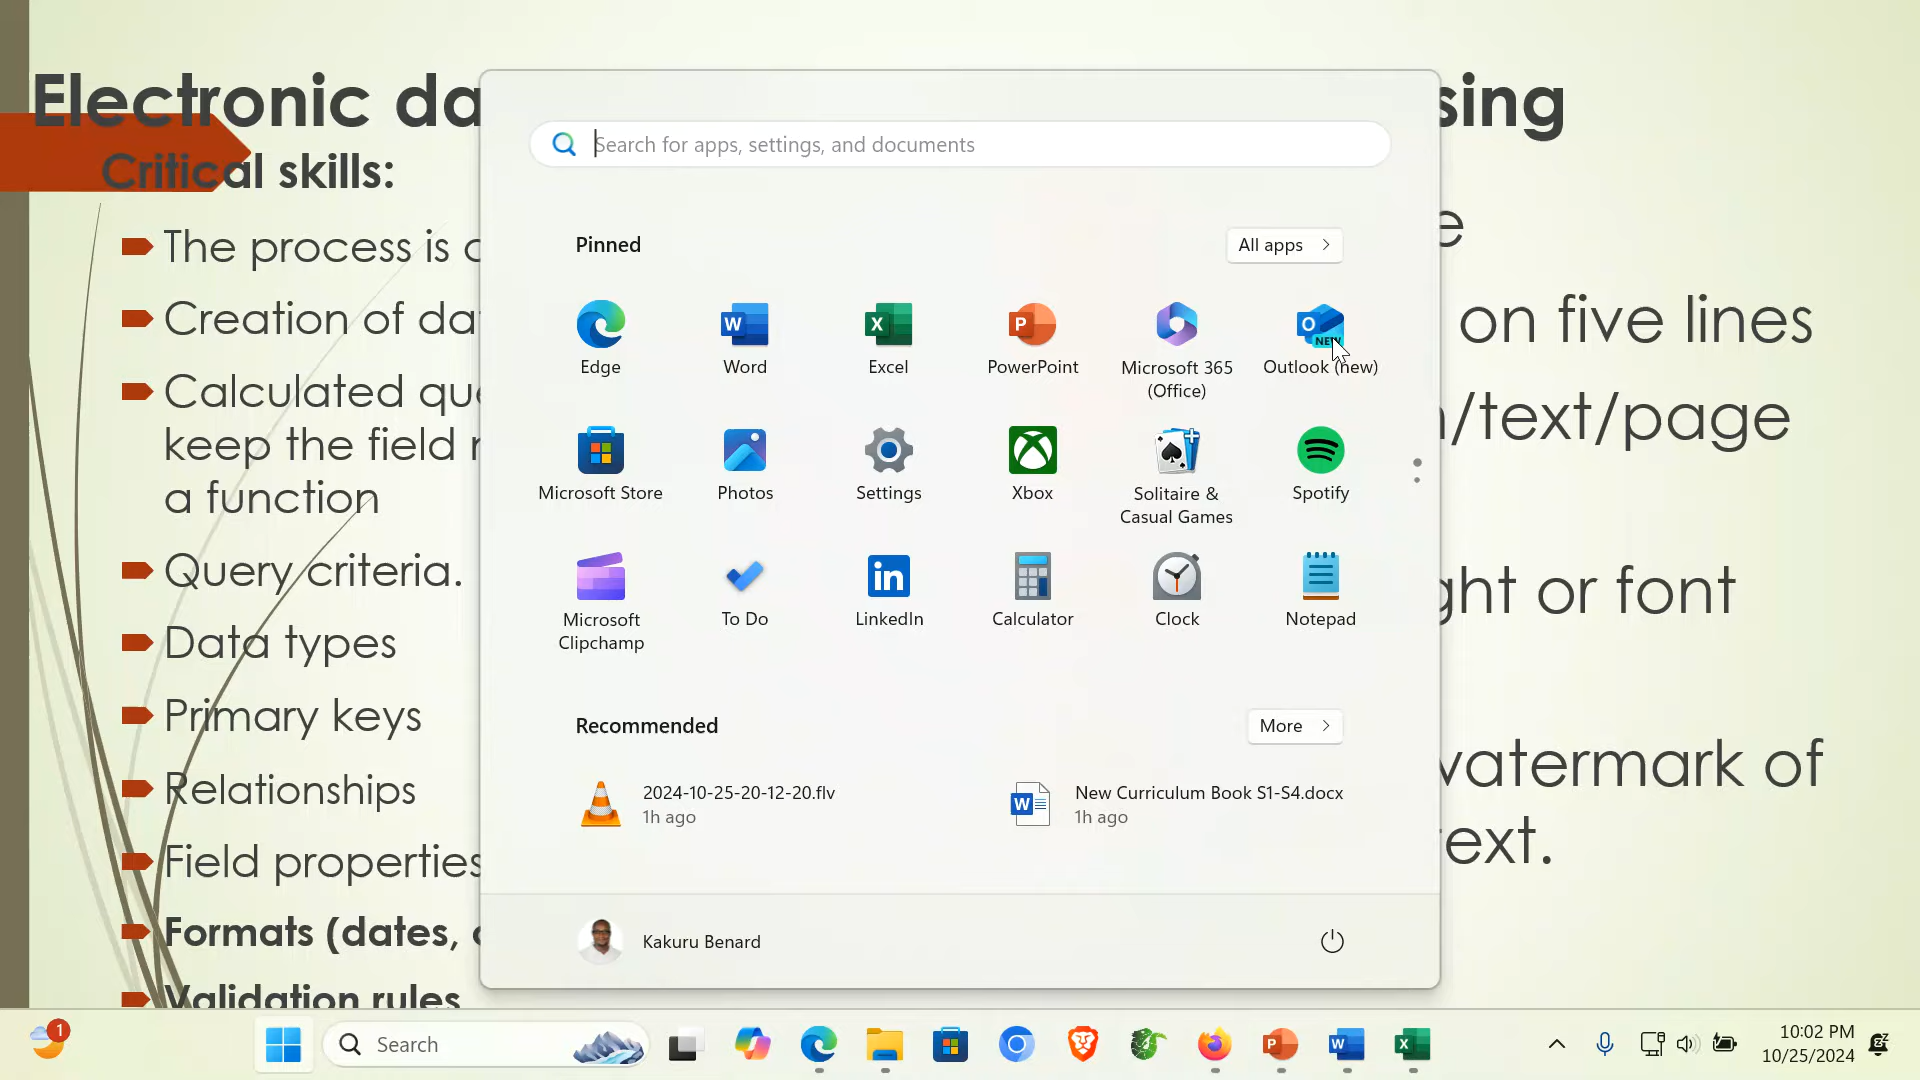 Electronic da
sing
Critical skills:
The process is
Creation of da
Calculated que
keep the field
a function
Query criteria.
Data types
Primary keys
Relationships
Field properties
Formats (dates,
Validation rules
on five lines
/text/page
ght or font
watermark of
ext.
Search for apps, settings, and documents
Pinned
All apps
Edge
Word
Excel
PowerPoint
Microsoft 365
(Office)
Outlook (new)
NEW
Microsoft Store
Photos
Settings
Xbox
Solitaire &
Casual Games
Spotify
Microsoft
Clipchamp
To Do
LinkedIn
Calculator
Clock
Notepad
Recommended
More
2024-10-25-20-12-20.flv
1h ago
New Curriculum Book S1-S4.docx
1h ago
Kakuru Benard
1
Search
10:02 PM
10/25/2024